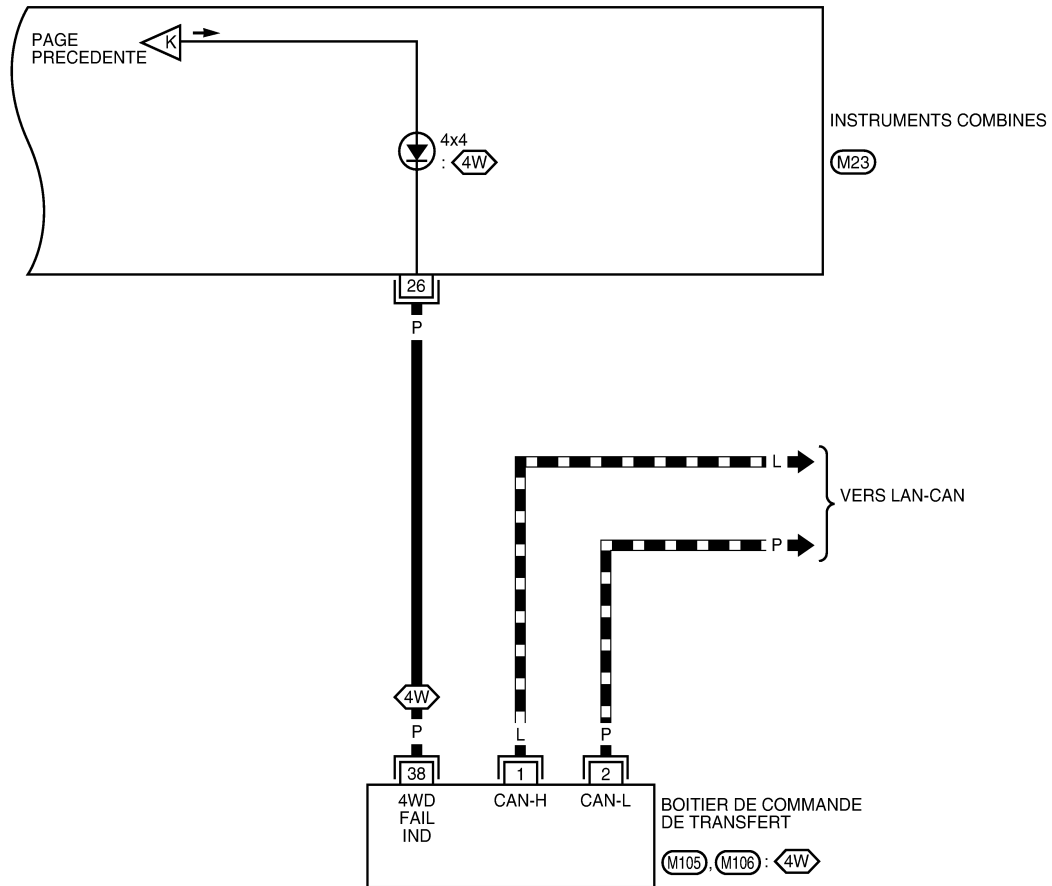 PAGE
PRECEDENTE
K
4x4
: 4W
INSTRUMENTS COMBINES
M23
26
P
L
VERS LAN-CAN
P
4W
P
L
P
38
1
2
4WD
FAIL
IND
CAN-H
CAN-L
BOITIER DE COMMANDE
DE TRANSFERT
M105, M106 : 4W